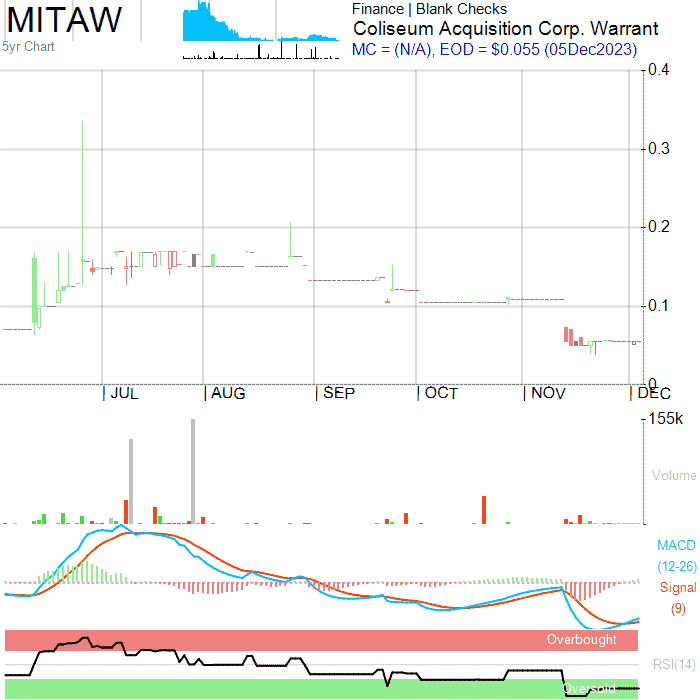 MITAW
5yr Chart
Finance | Blank Checks
Coliseum Acquisition Corp. Warrant
MC = (N/A), EOD = $0.055 (05Dec2023)
0.4
0.3
0.2
0.1
0
JUL AUG SEP OCT NOV DEC
155k
Volume
MACD
(12-26)
Signal
(9)
Overbought
RSI(14)
Oversold